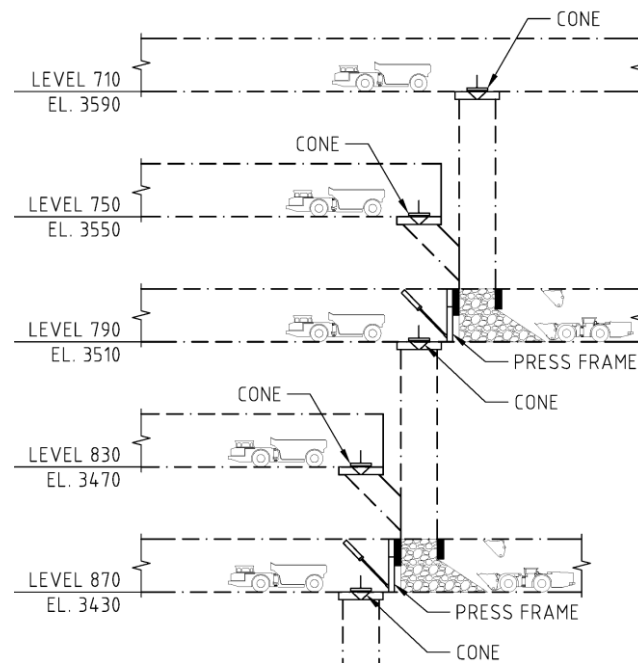 CONE
LEVEL 710
EL. 3590
CONE
LEVEL 750
EL. 3550
LEVEL 790
EL. 3510
PRESS FRAME
CONE
CONE
LEVEL 830
EL. 3470
LEVEL 870
EL. 3430
PRESS FRAME
CONE